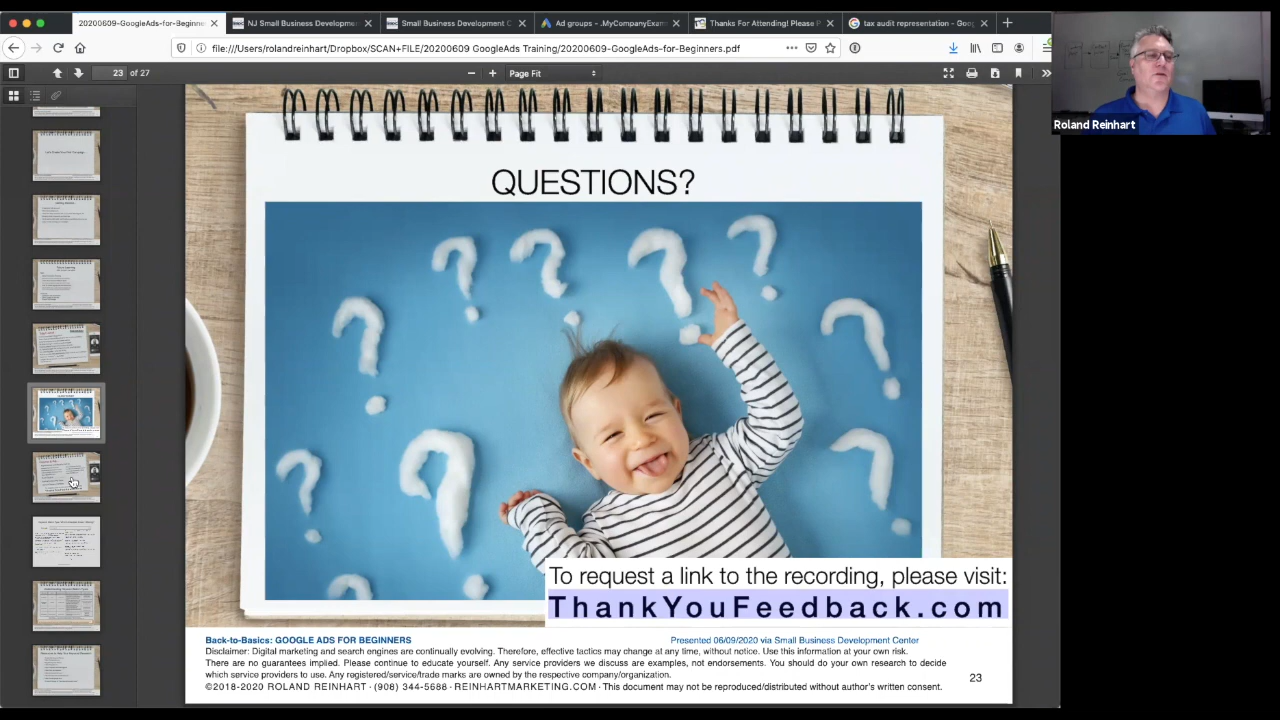 20200609-GoogleAds-for-Beginne
NJ Small Business Developme
Small Business Development C
Ad groups - .MyCompanyExam
Thanks For Attending! Please P
tax audit representation - Goo
file:///Users/rolandreinhart/Dropbox/SCAN+FILE/20200609 GoogleAds Training/20200609-GoogleAds-for-Beginners.pdf
23 of 27
Page Fit
Roland Reinhart
QUESTIONS?
To request a link to the recording, please visit:
ThankYouFeedback.com
Back-to-Basics: GOOGLE ADS FOR BEGINNERS
Presented 06/09/2020 via Small Business Development Center
Disclaimer: Digital marketing and search engines are continually evolving. Therefore, effective tactics may change at any time, without notice. Use this information at your own risk.
There are no guarantees implied. Please continue to educate yourself. Any service providers we discuss are examples, not endorsements. You should do your own research to decide
which service providers to use. Any registered/service/trade marks are owned by the respective company/organization.
©2018-2020 ROLAND REINHART · (908) 344-5688 · REINHARTMARKETING.COM · This document may not be reproduced/distributed without author's written consent.
23